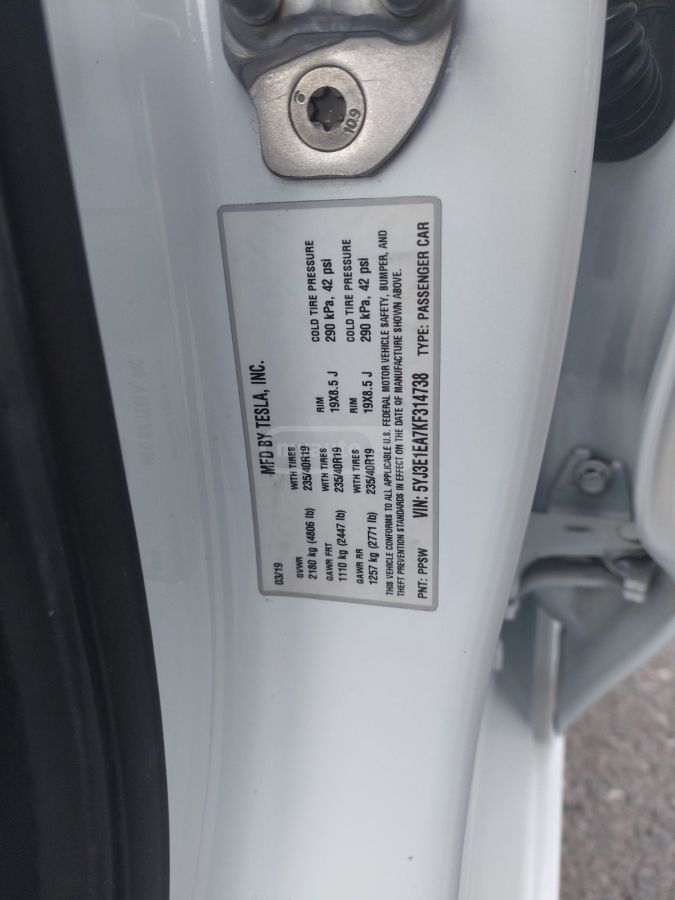 10.9
MFD BY TESLA, INC.
03/19
GVWR WITH TIRES RIM COLD TIRE PRESSURE
2180 kg (4806 lb) 235/40R19 19X8.5 J 290 kPa, 42 psi
GAWR FRT WITH TIRES RIM COLD TIRE PRESSURE
1110 kg (2447 lb) 235/40R19 19X8.5 J 290 kPa, 42 psi
GAWR RR WITH TIRES
1257 kg (2771 lb) 235/40R19
THIS VEHICLE CONFORMS TO ALL APPLICABLE U.S. FEDERAL MOTOR VEHICLE SAFETY, BUMPER, AND
THEFT PREVENTION STANDARDS IN EFFECT ON THE DATE OF MANUFACTURE SHOWN ABOVE.
PNT: PPSW VIN: 5YJ3E1EA7KF314738 TYPE: PASSENGER CAR